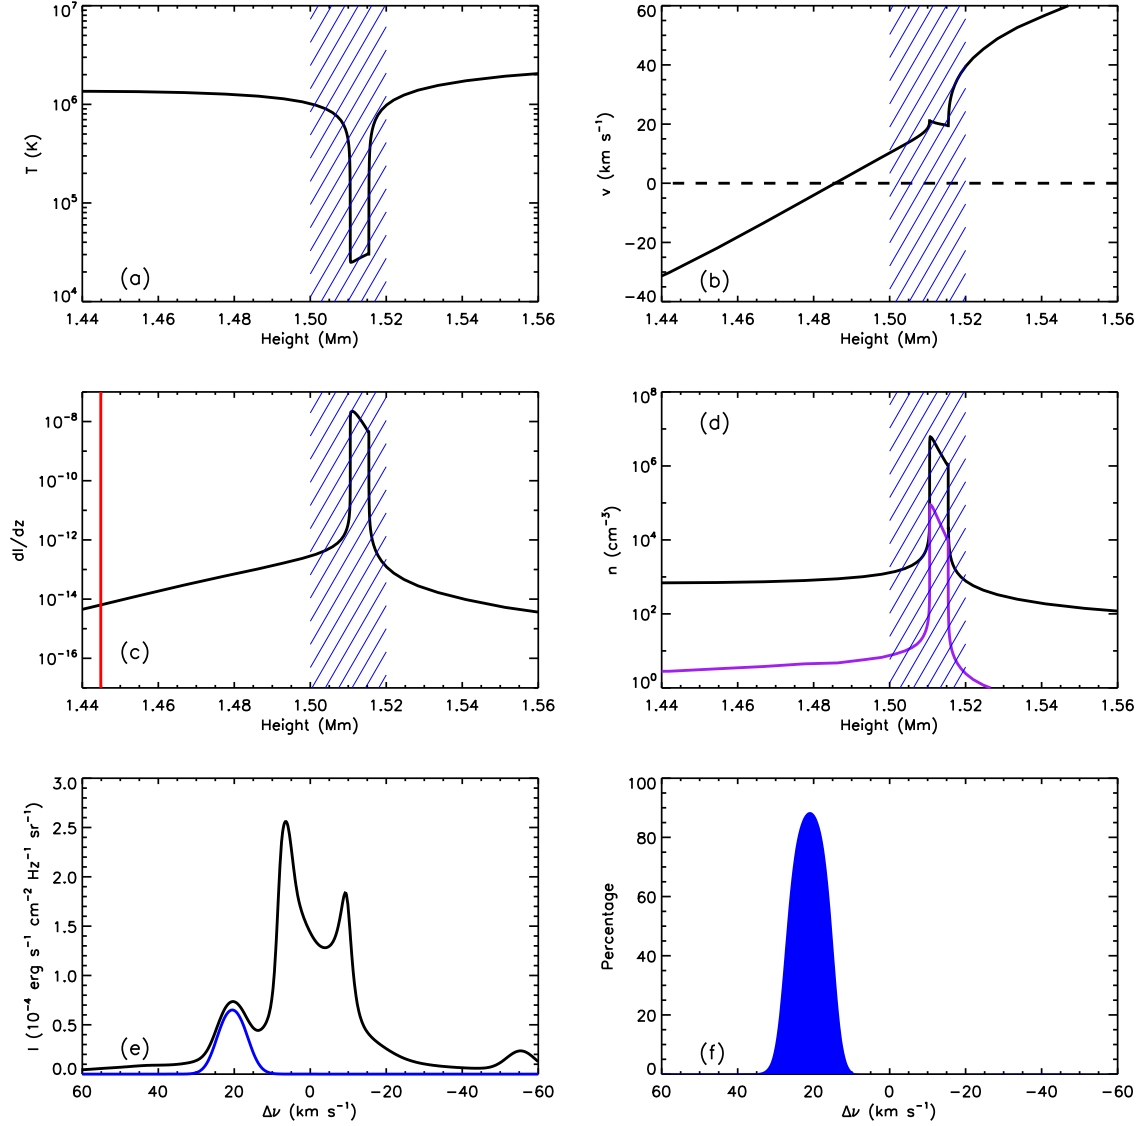 10⁷
10⁶
10⁵
10⁴
T (K)
(a)
1.44 1.48 1.50 1.52 1.54 1.56
Height (Mm)
60
40
20
0
−20
−40
v (km s⁻¹)
(b)
1.44 1.46 1.48 1.50 1.52 1.54 1.56
Height (Mm)
10⁻⁸
10⁻¹⁰
10⁻¹²
10⁻¹⁴
10⁻¹⁶
dI/dz
(c)
1.44 1.46 1.48 1.50 1.52 1.54 1.56
Height (Mm)
10⁸
10⁶
10⁴
10²
10⁰
n (cm⁻³)
(d)
1.44 1.46 1.48 1.50 1.52 1.54 1.56
Height (Mm)
3.0
2.5
2.0
1.5
1.0
0.5
0.0
I (10⁻⁴ erg s⁻¹ cm⁻² Hz⁻¹ sr⁻¹)
(e)
60 40 20 0 −20 −40 −60
Δν (km s⁻¹)
100
80
60
40
20
0
Percentage
(f)
60 40 20 0 −20 −40 −60
Δν (km s⁻¹)